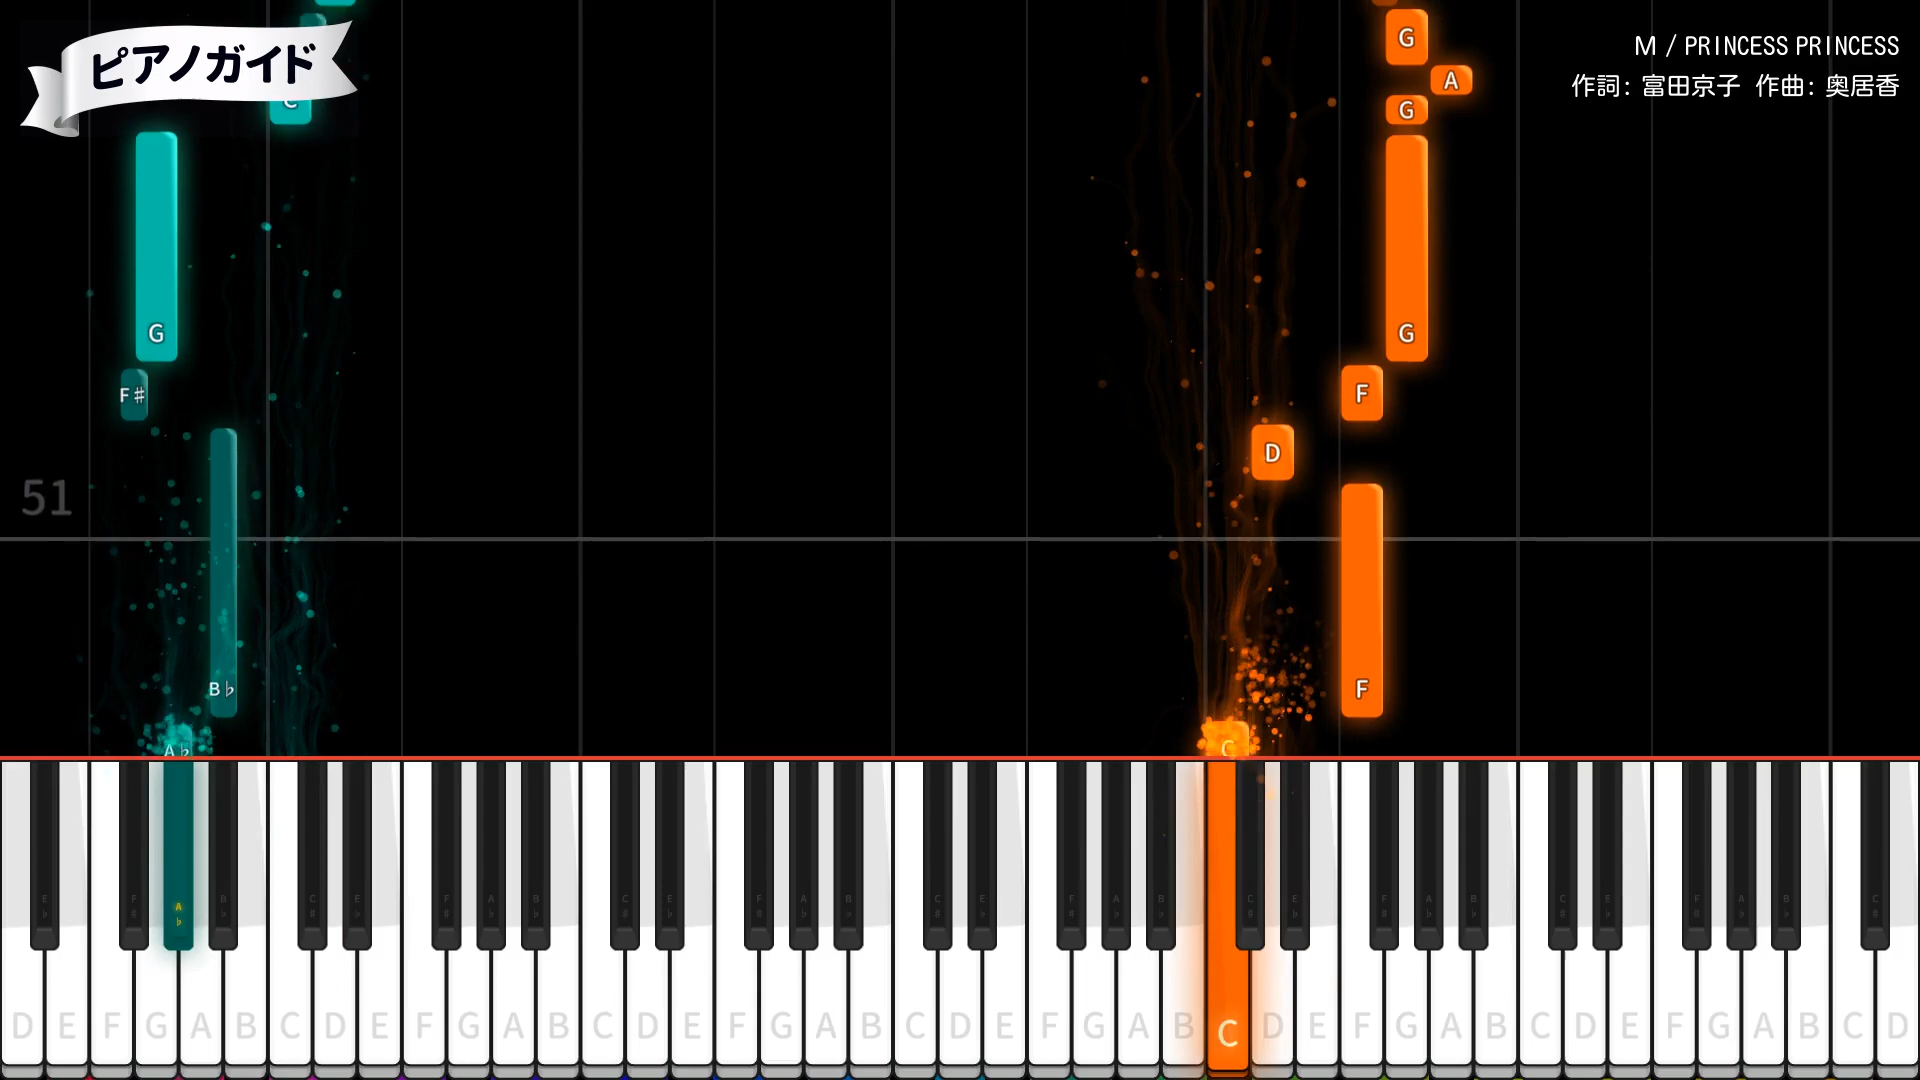 ピアノガイド
M / PRINCESS PRINCESS
作詞: 富田京子 作曲: 奥居香
C
G
A
G
G
G
F♯
F
D
51
B♭
F
A♭
C
E♭ F♯ A♭ B♭ C♯ E♭ F♯ A♭ B♭ C♯ E♭ F♯ A♭ B♭ C♯ E♭ F♯ A♭ B♭ C♯ E♭ F♯ A♭ B♭ C♯ E♭ F♯ A♭ B♭ C♯
D E F G A B C D E F G A B C D E F G A B C D E F G A B C D E F G A B C D E F G A B C D